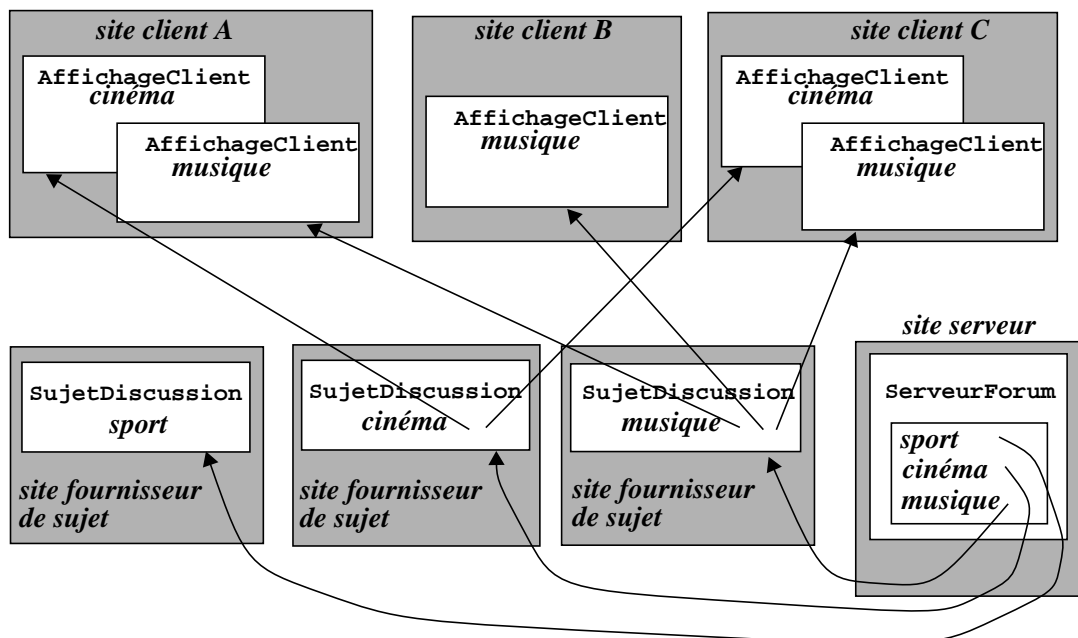 site client A
AffichageClient
cinéma
AffichageClient
musique
site client B
AffichageClient
musique
site client C
AffichageClient
cinéma
AffichageClient
musique
SujetDiscussion
sport
site fournisseur
de sujet
SujetDiscussion
cinéma
site fournisseur
de sujet
SujetDiscussion
musique
site fournisseur
de sujet
site serveur
ServeurForum
sport
cinéma
musique